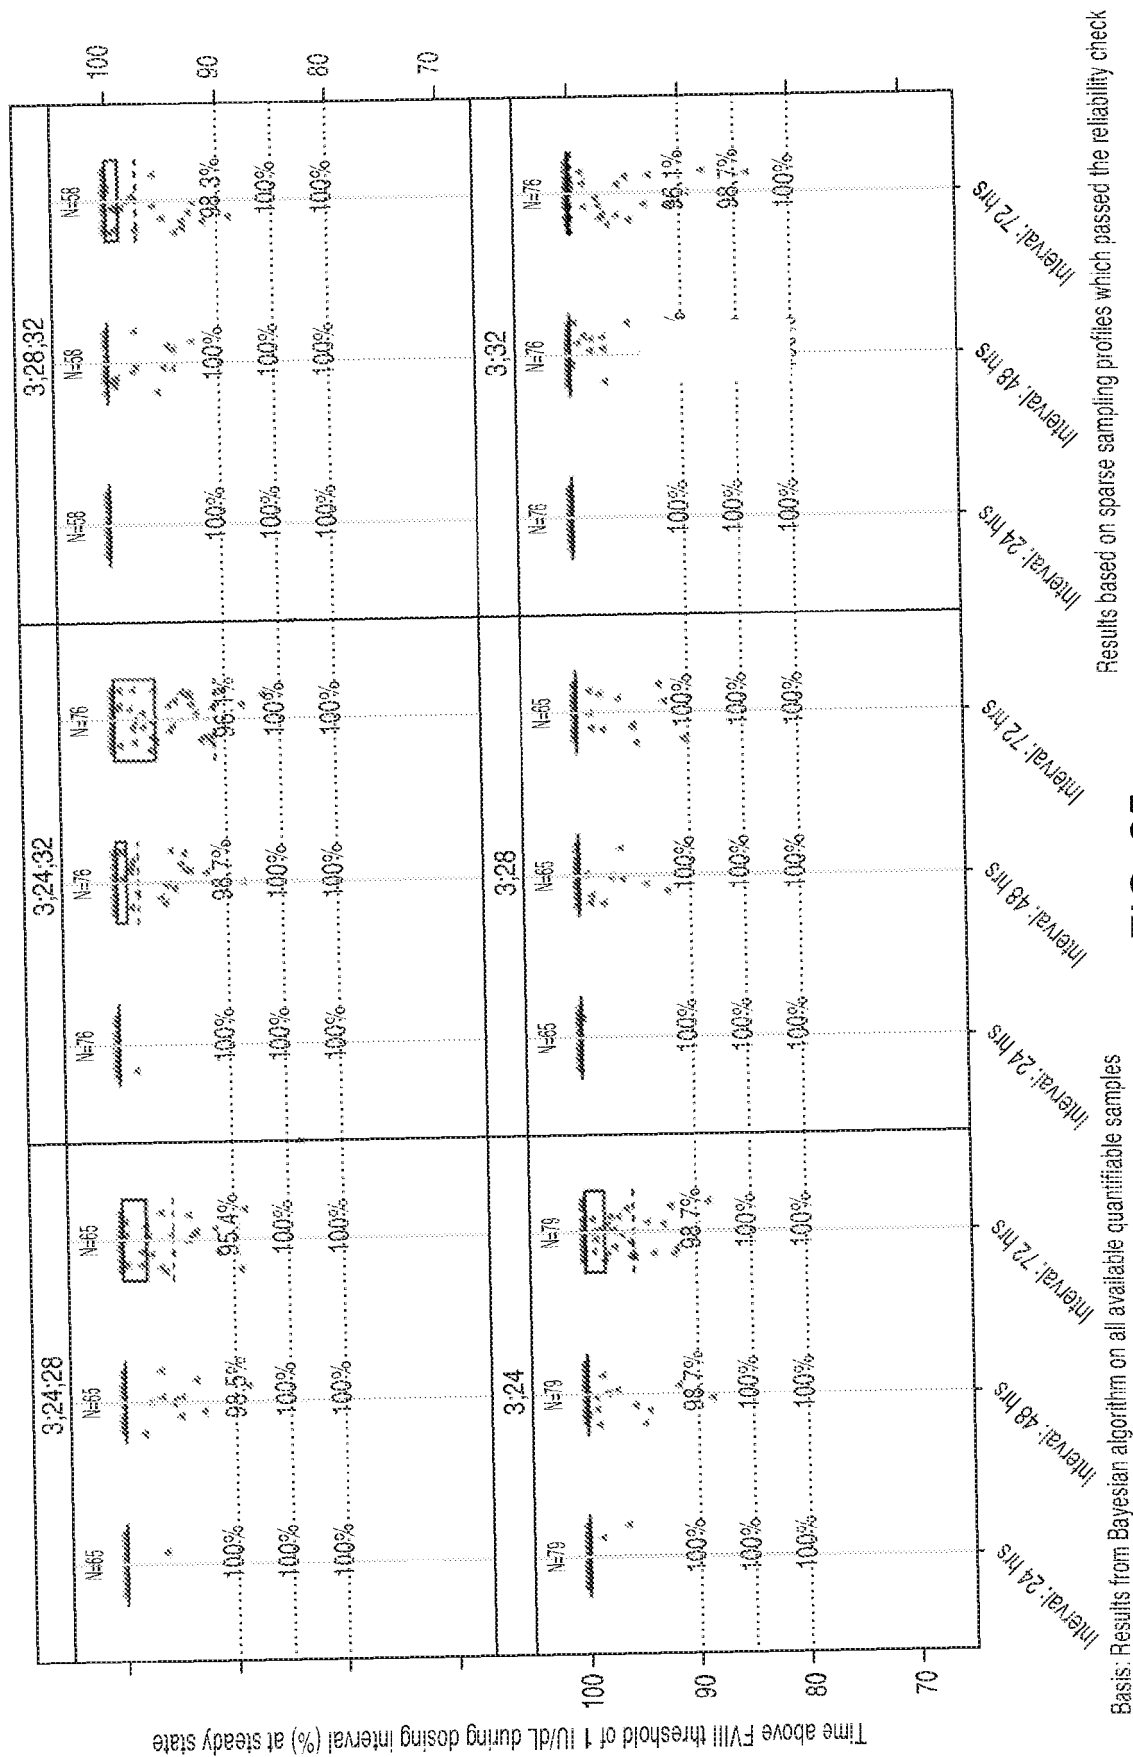 3;24;28 3;24;32 3;28;32
N=65 N=65 N=65 N=76 N=76 N=76 N=58 N=58 N=58
100
90
80
70
100% 98.5% 95.4% 100% 98.7% 96.1% 100% 100% 98.3%
100% 100% 100% 100% 100% 100% 100% 100% 100%
100% 100% 100% 100% 100% 100% 100% 100% 100%
3;24 3;28 3;32
N=79 N=79 N=79 N=65 N=65 N=65 N=76 N=76 N=76
100
90
80
70
100% 98.7% 98.7% 100% 100% 100% 100% 96.1%
100% 100% 100% 100% 100% 100% 100% 98.7%
100% 100% 100% 100% 100% 100% 100% 100%
Interval: 24 hrs Interval: 48 hrs Interval: 72 hrs Interval: 24 hrs Interval: 48 hrs Interval: 72 hrs Interval: 24 hrs Interval: 48 hrs Interval: 72 hrs
Time above FVIII threshold of 1 IU/dL during dosing interval (%) at steady state
Basis: Results from Bayesian algorithm on all available quantifiable samples
Results based on sparse sampling profiles which passed the reliability check